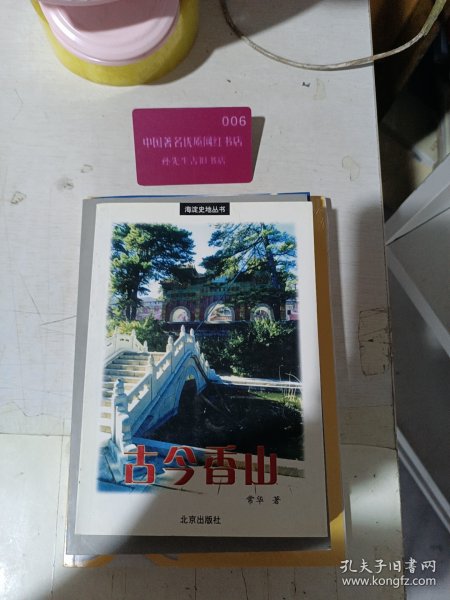 006
中国著名优质网红书店
孙先生古旧书店
海淀史地丛书
古今香山
常华 著
北京出版社
孔夫子旧书网
www.kongfz.com